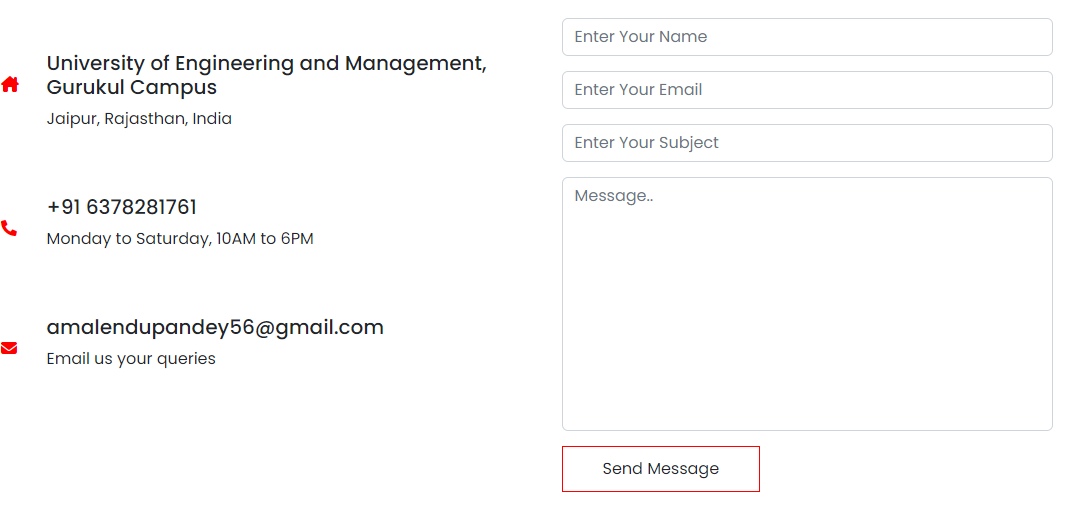 University of Engineering and Management,
Gurukul Campus
Jaipur, Rajasthan, India
+91 6378281761
Monday to Saturday, 10AM to 6PM
amalendupandey56@gmail.com
Email us your queries
Enter Your Name
Enter Your Email
Enter Your Subject
Message..
Send Message